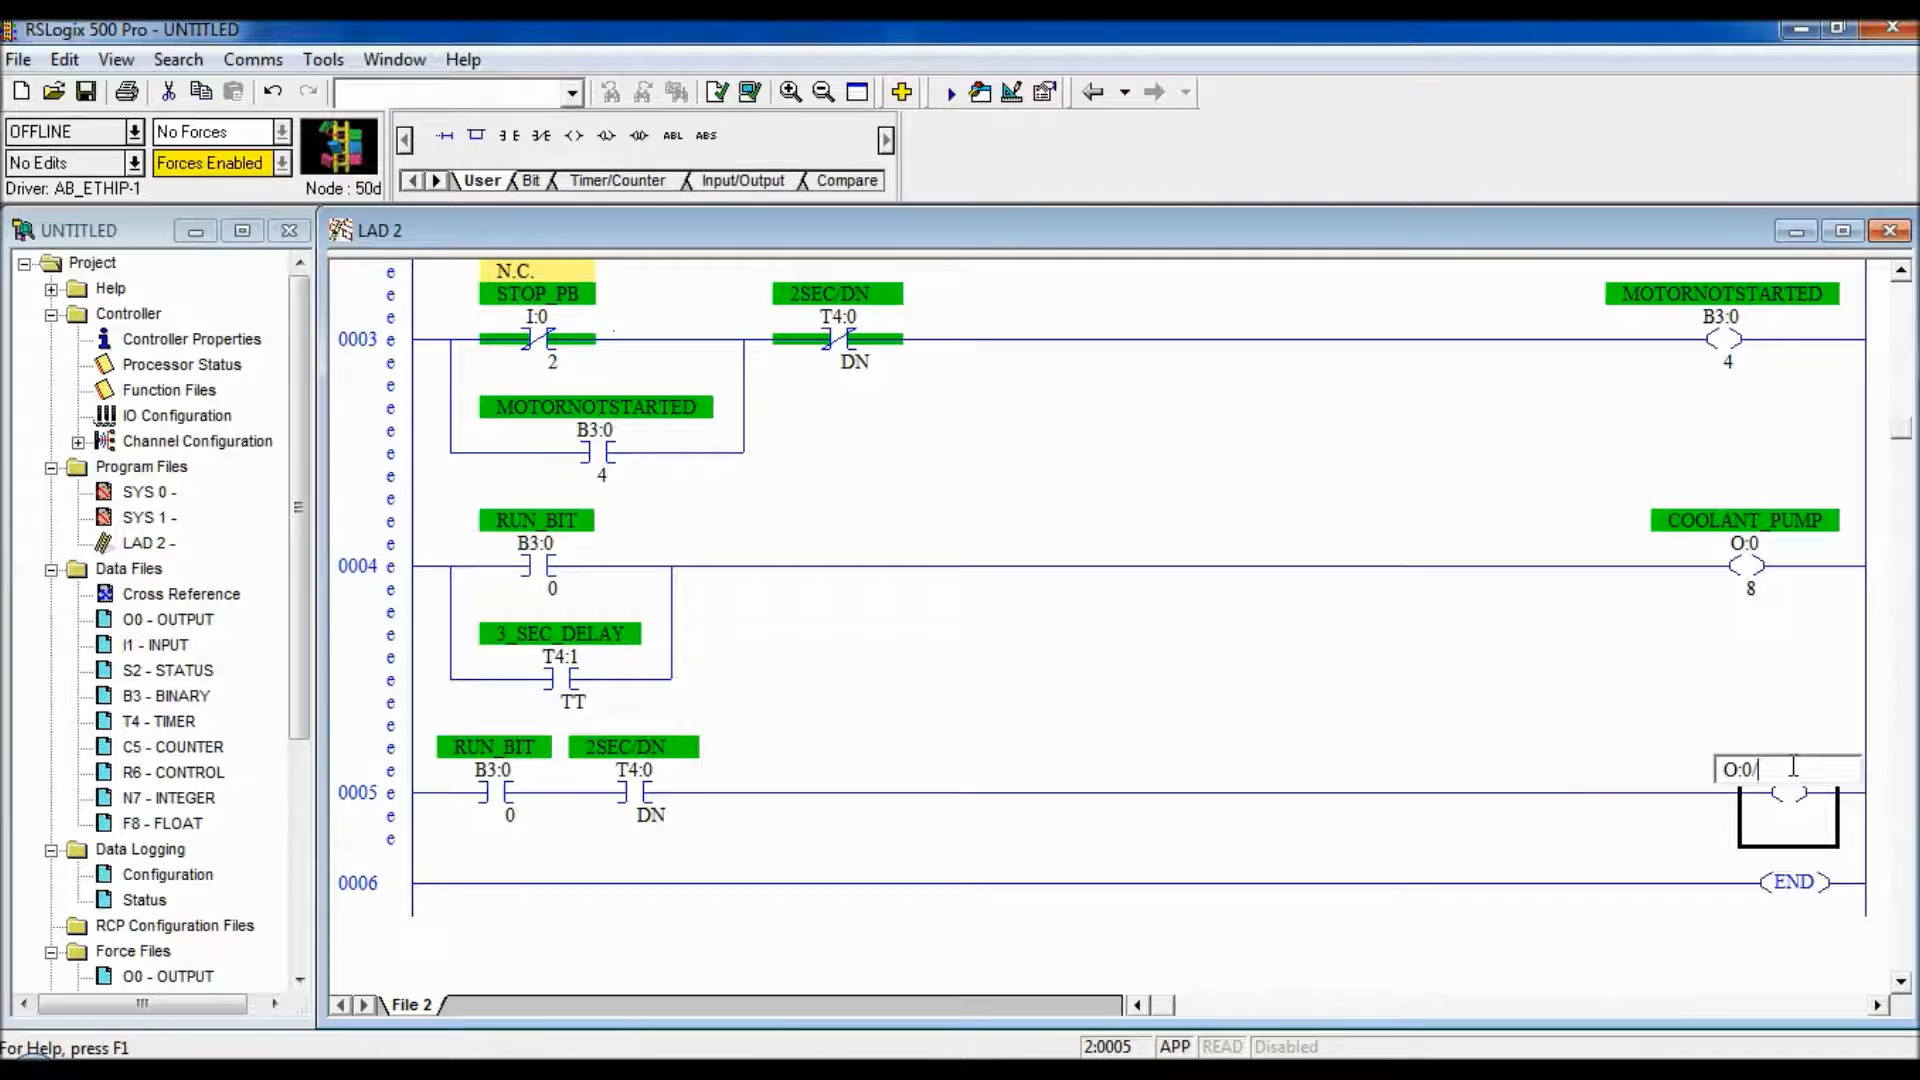 RSLogix 500 Pro - UNTITLED
File Edit View Search Comms Tools Window Help
OFFLINE No Forces
No Edits Forces Enabled
Driver: AB_ETHIP-1 Node : 50d
ABL ABS
User Bit Timer/Counter Input/Output Compare
UNTITLED
Project
Help
Controller
Controller Properties
Processor Status
Function Files
IO Configuration
Channel Configuration
Program Files
SYS 0 -
SYS 1 -
LAD 2 -
Data Files
Cross Reference
O0 - OUTPUT
I1 - INPUT
S2 - STATUS
B3 - BINARY
T4 - TIMER
C5 - COUNTER
R6 - CONTROL
N7 - INTEGER
F8 - FLOAT
Data Logging
Configuration
Status
RCP Configuration Files
Force Files
O0 - OUTPUT
LAD 2
e N.C.
e STOP_PB 2SEC/DN MOTORNOTSTARTED
e I:0 T4:0 B3:0
0003 e
e 2 DN 4
e
e MOTORNOTSTARTED
e B3:0
e
e 4
e
e RUN_BIT COOLANT_PUMP
e B3:0 O:0
0004 e
e 0 8
e
e 3_SEC_DELAY
e T4:1
e
e TT
e
e RUN_BIT 2SEC/DN
e B3:0 T4:0 O:0/
0005 e
e 0 DN
e
0006 END
File 2
For Help, press F1 2:0005 APP READ Disabled